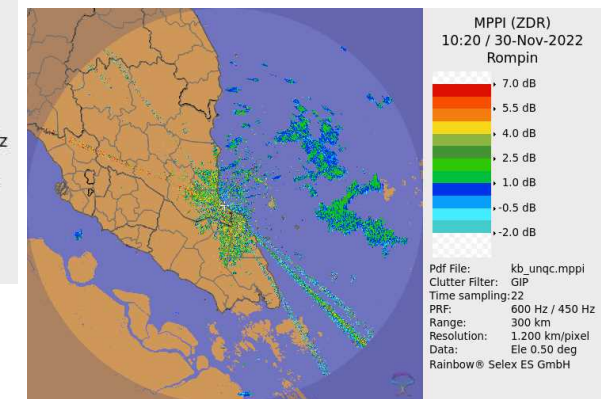 z
MPPI (ZDR)
10:20 / 30-Nov-2022
Rompin
7.0 dB
5.5 dB
4.0 dB
2.5 dB
1.0 dB
-0.5 dB
-2.0 dB
Pdf File: kb_unqc.mppi
Clutter Filter: GIP
Time sampling:22
PRF: 600 Hz / 450 Hz
Range: 300 km
Resolution: 1.200 km/pixel
Data: Ele 0.50 deg
Rainbow® Selex ES GmbH